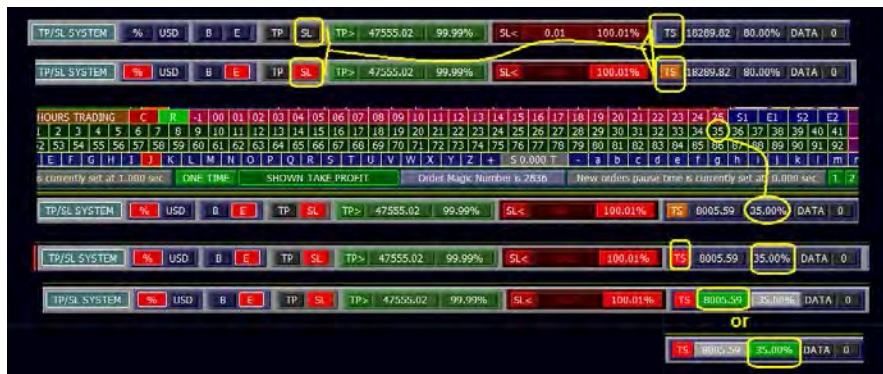 TP/SL SYSTEM % USD B E TP SL TP> 47555.02 99.99% SL< 0.01 100.01% TS 18289.82 80.00% DATA 0
TP/SL SYSTEM % USD B E TP SL TP> 47555.02 99.99% SL< 100.01% TS 18289.82 80.00% DATA 0
HOURS TRADING C R -1 00 01 02 03 04 05 06 07 08 09 10 11 12 13 14 15 16 17 18 19 20 21 22 23 24 25 S1 E1 S2 E2
1 2 3 4 5 6 7 8 9 10 11 12 13 14 15 16 17 18 19 20 21 22 23 24 25 26 27 28 29 30 31 32 33 34 35 36 37 38 39 40 41
2 53 54 55 56 57 58 59 60 61 62 63 64 65 66 67 68 69 70 71 72 73 74 75 76 77 78 79 80 81 82 83 84 85 86 87 88 89 90 91 92
E F G H I J K L M N O P Q R S T U V W X Y Z + S 0.000 T - a b c d e f g h i j k l m
s currently set at 1.000 sec ONE TIME SHOWN TAKE PROFIT Order Magic Number is 2836 New orders pause time is currently set at 0.000 sec 1 2
TP/SL SYSTEM % USD B E TP SL TP> 47555.02 99.99% SL< 100.01% TS 8005.59 35.00% DATA 0
TP/SL SYSTEM % USD B E TP SL TP> 47555.02 99.99% SL< 100.01% TS 8005.59 35.00% DATA 0
TP/SL SYSTEM % USD B E TP SL TP> 47555.02 99.99% SL< 100.01% TS 8005.59 35.00% DATA 0
or
TS 8005.59 35.00% DATA 0